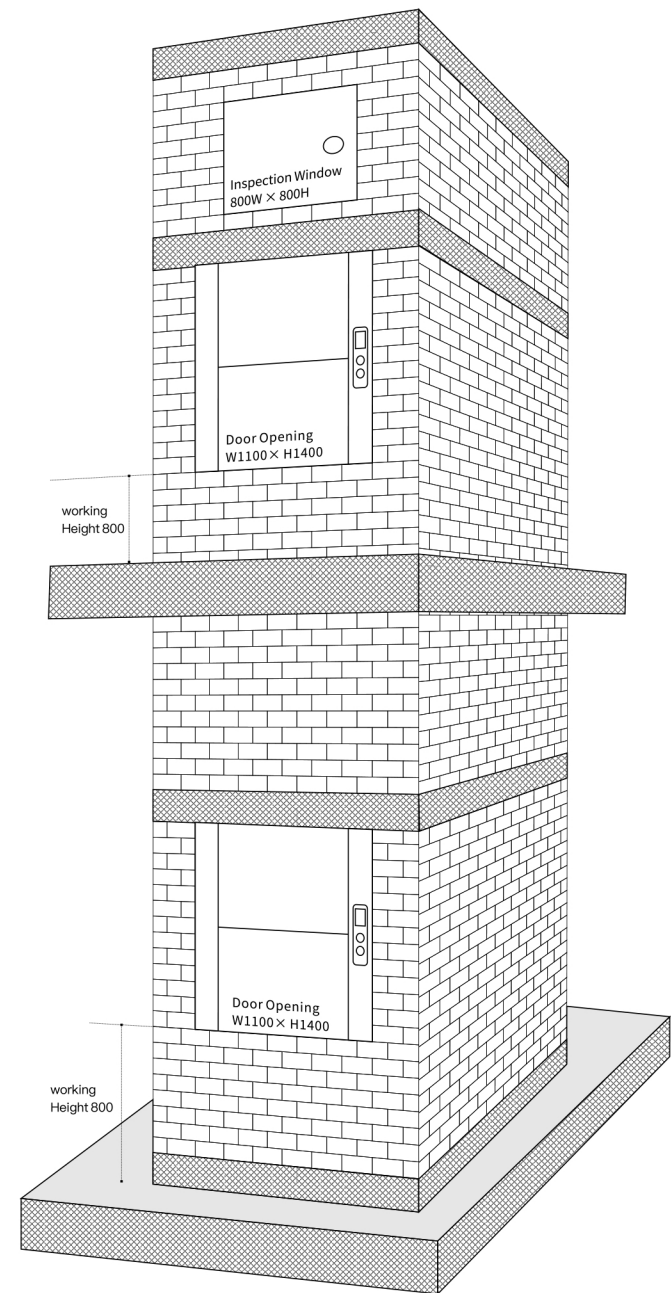 Inspection Window
800W × 800H
Door Opening
W1100× H1400
working
Height 800
Door Opening
W1100× H1400
working
Height 800